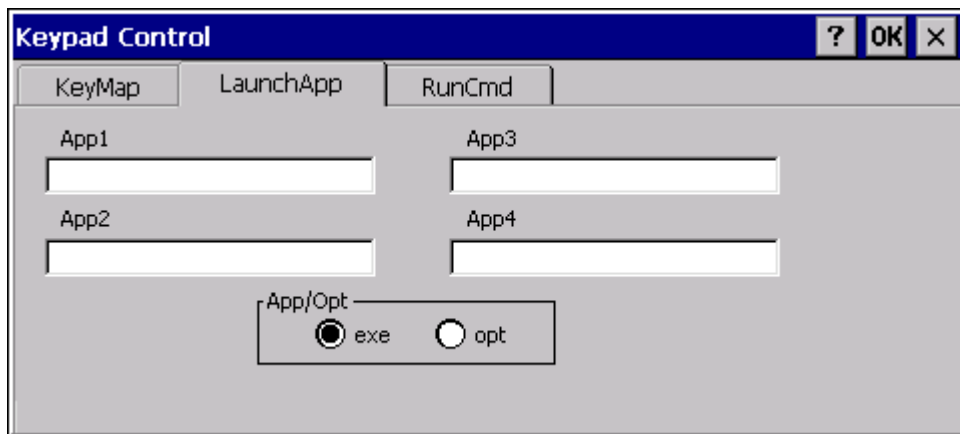 Keypad Control ? OK ×
KeyMap LaunchApp RunCmd
App1 App3
App2 App4
App/Opt
exe opt